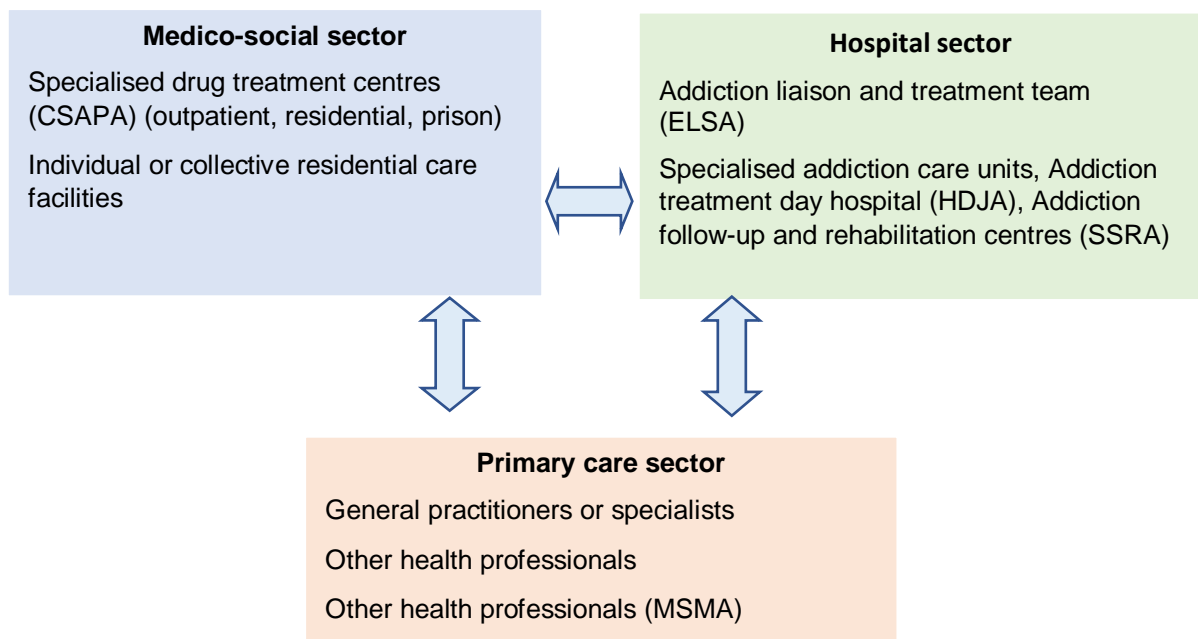 Medico-social sector
Specialised drug treatment centres
(CSAPA) (outpatient, residential, prison)
Individual or collective residential care
facilities
Hospital sector
Addiction liaison and treatment team
(ELSA)
Specialised addiction care units, Addiction
treatment day hospital (HDJA), Addiction
follow-up and rehabilitation centres (SSRA)
Primary care sector
General practitioners or specialists
Other health professionals
Other health professionals (MSMA)